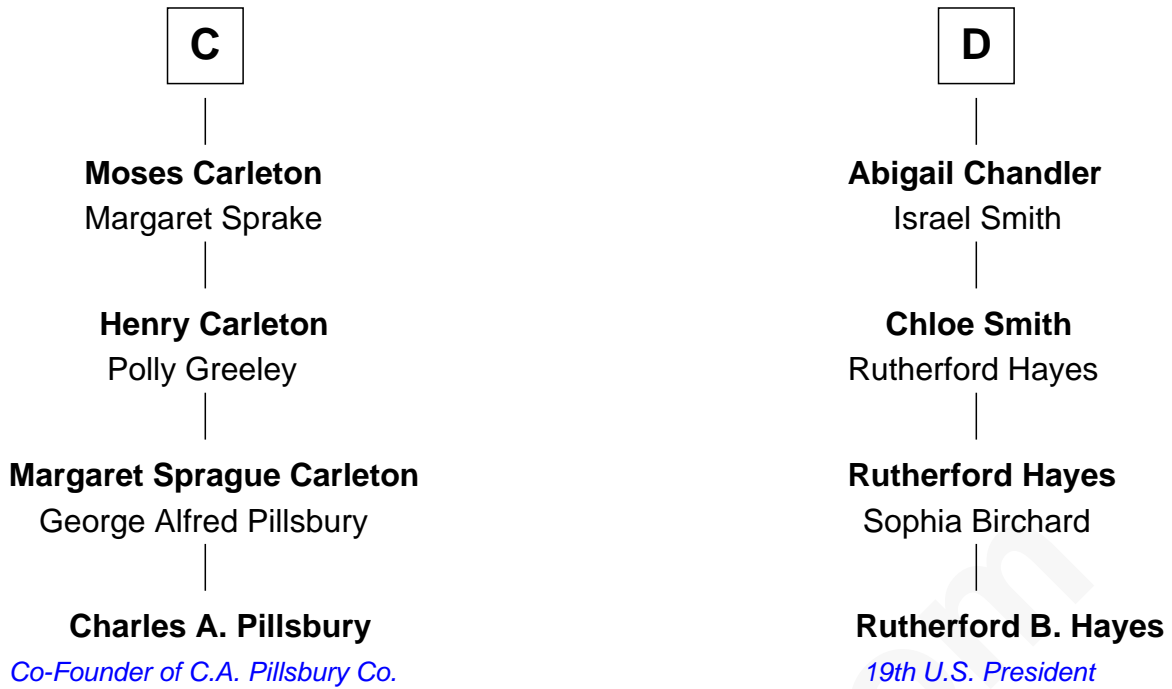 C
Moses Carleton
Margaret Sprake
Henry Carleton
Polly Greeley
Margaret Sprague Carleton
George Alfred Pillsbury
Charles A. Pillsbury
Co-Founder of C.A. Pillsbury Co.
D
Abigail Chandler
Israel Smith
Chloe Smith
Rutherford Hayes
Rutherford Hayes
Sophia Birchard
Rutherford B. Hayes
19th U.S. President